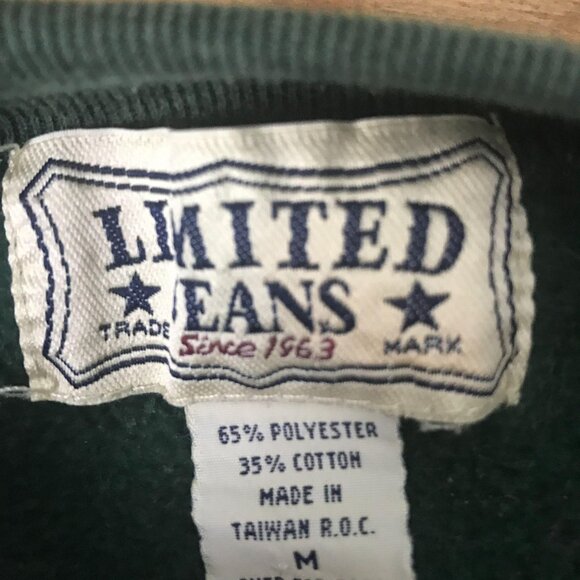 LIMITED
JEANS
TRADE MARK
Since 1963
65% POLYESTER
35% COTTON
MADE IN
TAIWAN R.O.C.
M